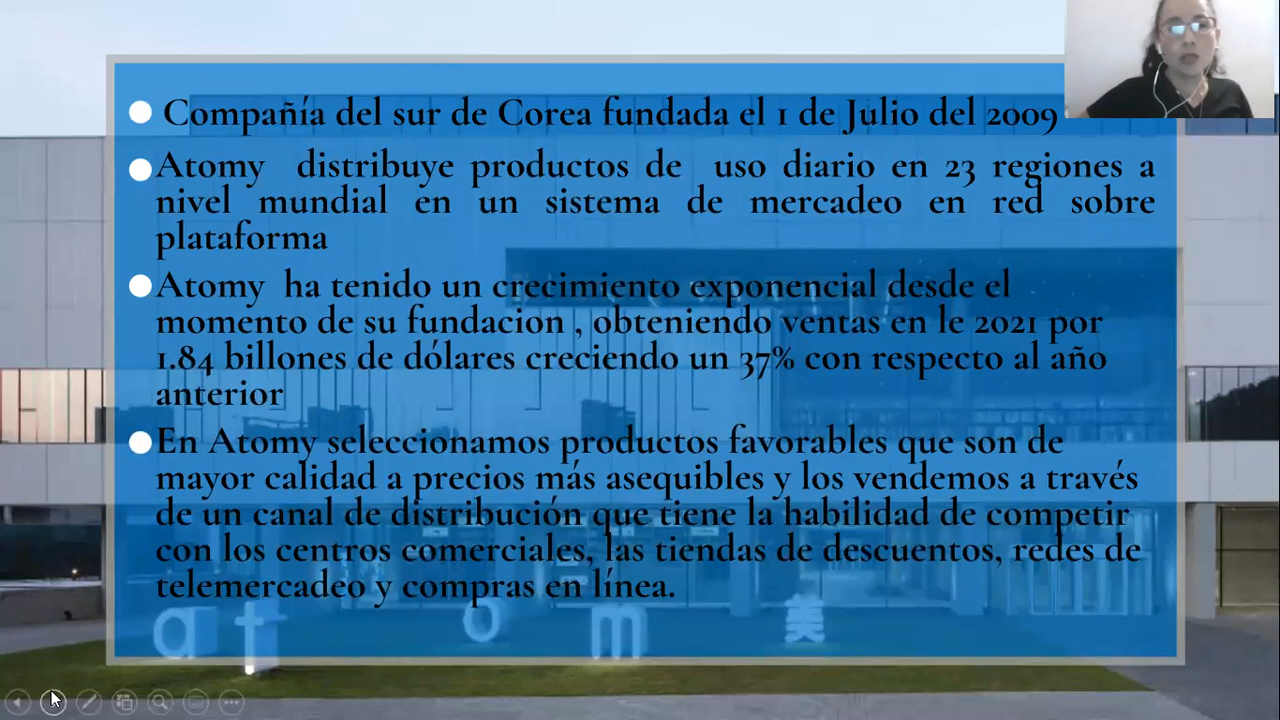 Compañía del sur de Corea fundada el 1 de Julio del 2009
Atomy distribuye productos de uso diario en 23 regiones a
nivel mundial en un sistema de mercadeo en red sobre
plataforma
Atomy ha tenido un crecimiento exponencial desde el
momento de su fundacion , obteniendo ventas en le 2021 por
1.84 billones de dólares creciendo un 37% con respecto al año
anterior
En Atomy seleccionamos productos favorables que son de
mayor calidad a precios más asequibles y los vendemos a través
de un canal de distribución que tiene la habilidad de competir
con los centros comerciales, las tiendas de descuentos, redes de
telemercadeo y compras en línea.
at o m 美